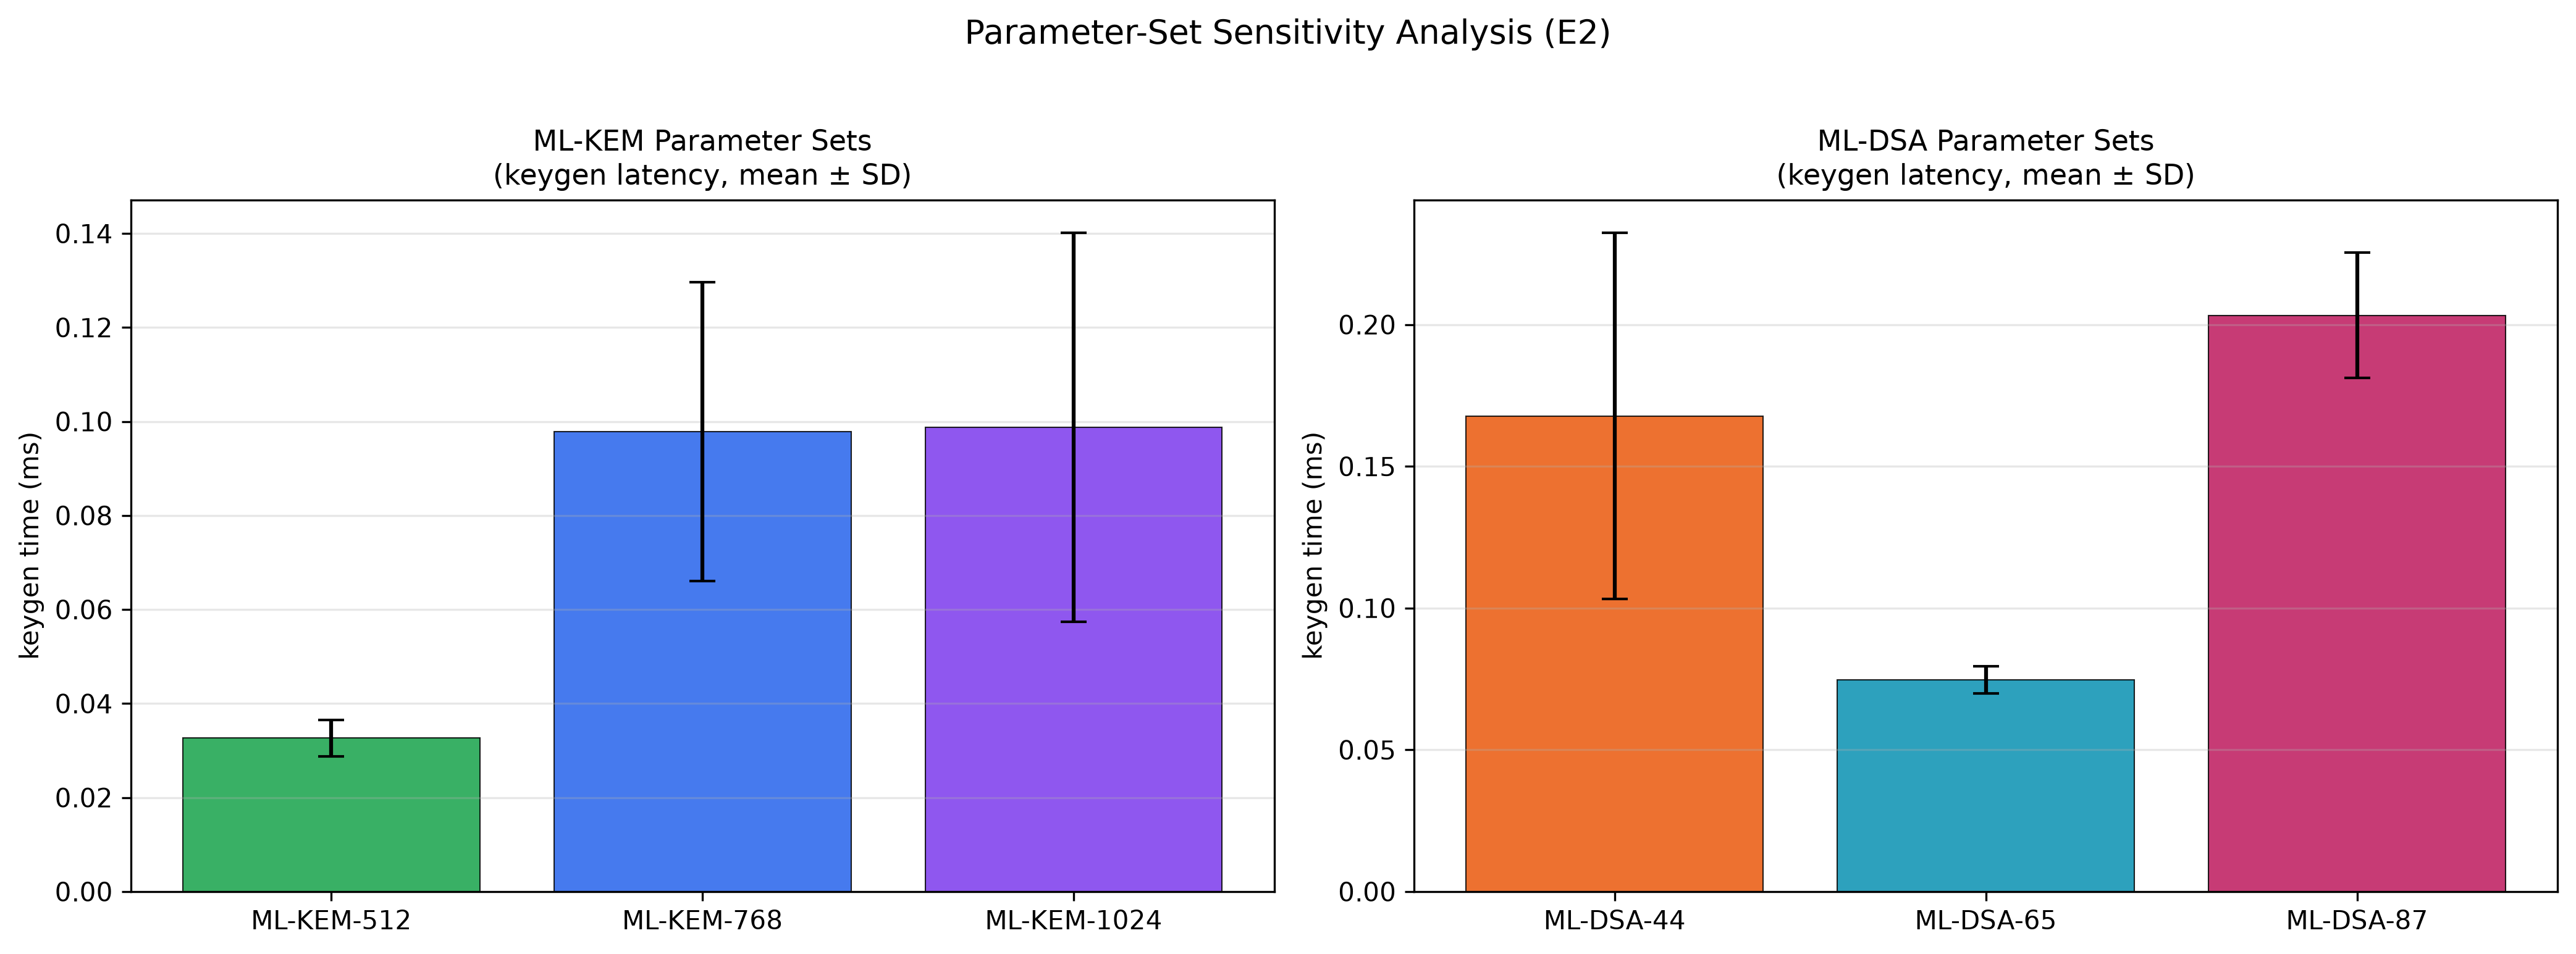 Parameter-Set Sensitivity Analysis (E2)
ML-KEM Parameter Sets
(keygen latency, mean ± SD)
keygen time (ms)
0.14
0.12
0.10
0.08
0.06
0.04
0.02
0.00
ML-KEM-512
ML-KEM-768
ML-KEM-1024
ML-DSA Parameter Sets
(keygen latency, mean ± SD)
keygen time (ms)
0.20
0.15
0.10
0.05
0.00
ML-DSA-44
ML-DSA-65
ML-DSA-87